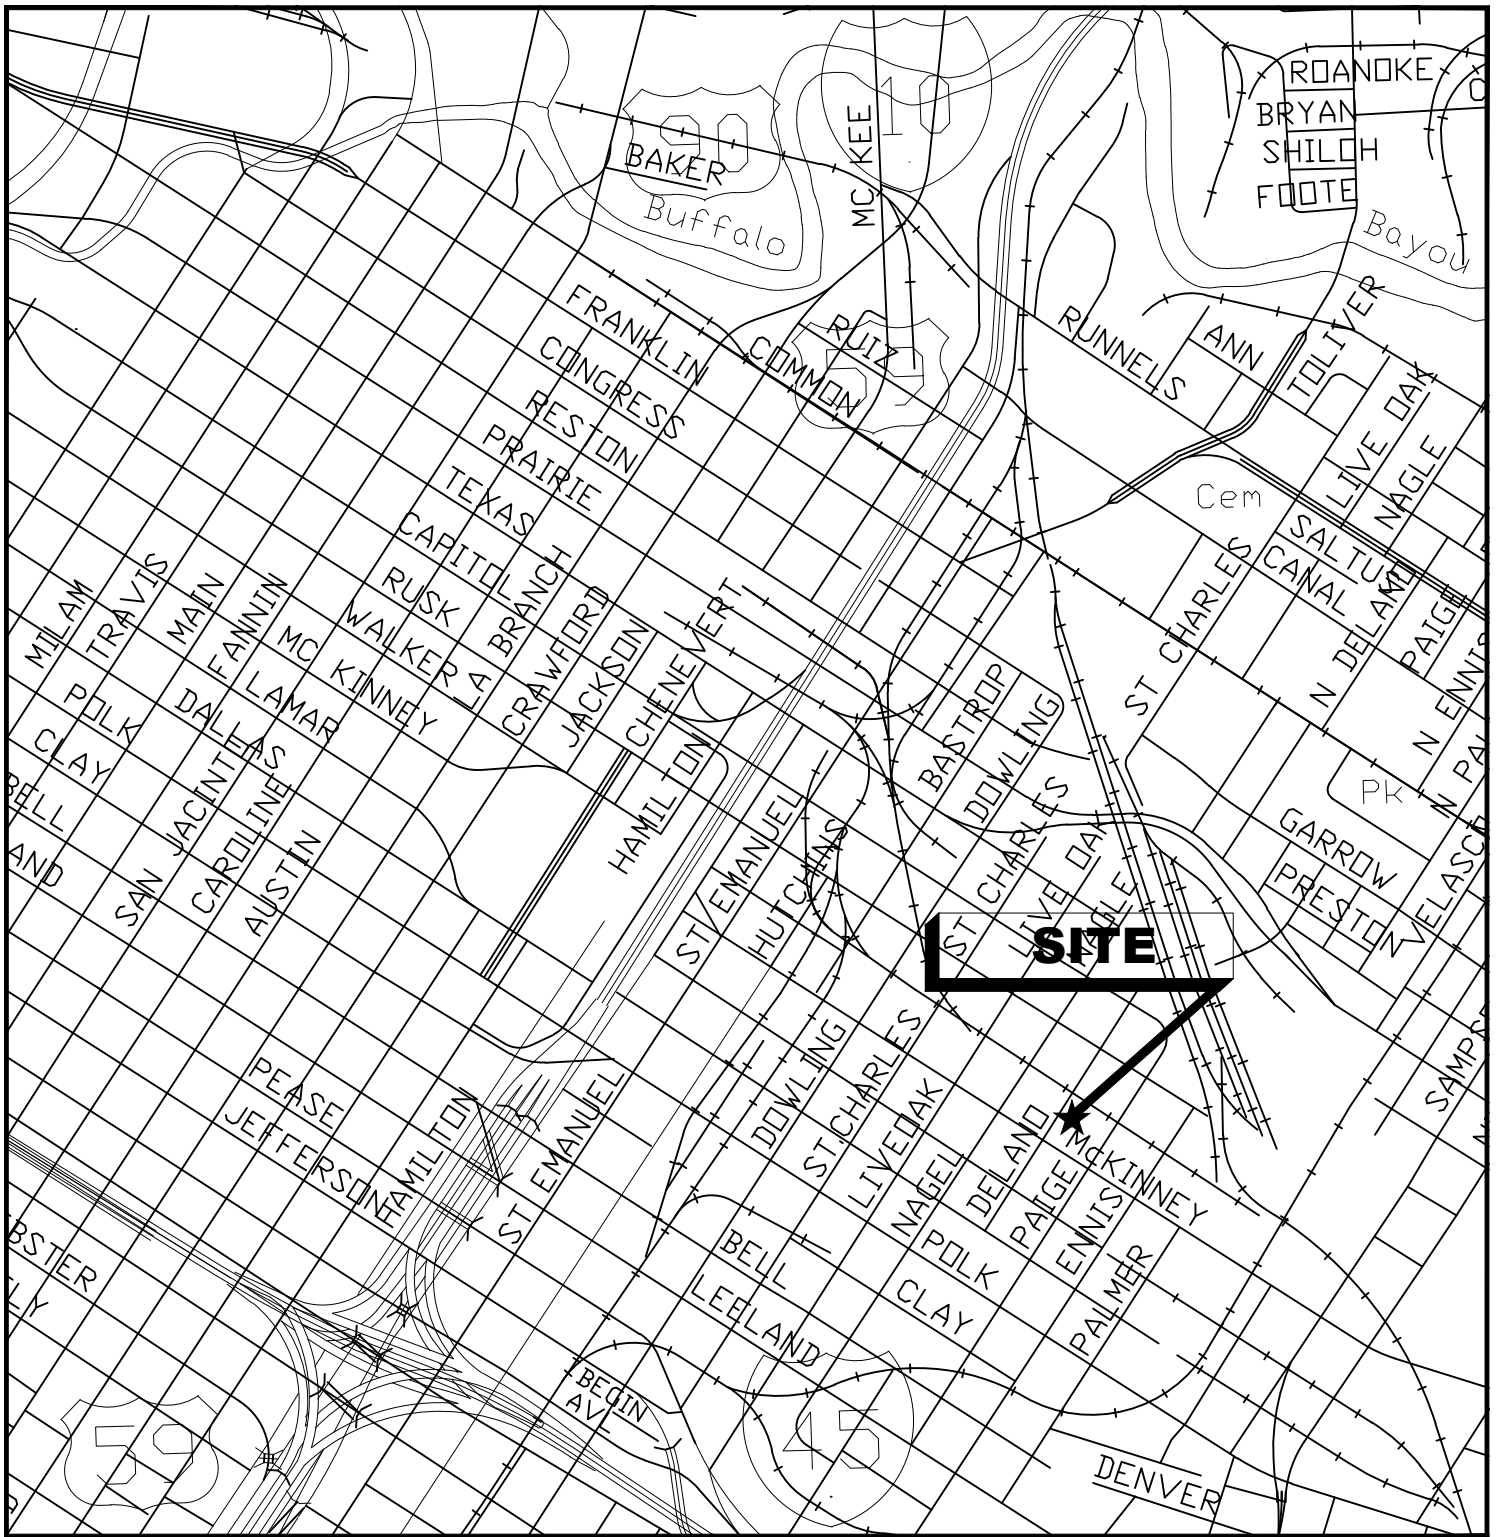 ROANOKE
BRYAN
SHILOH
FOOTE
90
10
MC KEE
BAKER
Buffalo
Bayou
FRANKLIN
CONGRESS
RESTON
PRAIRIE
TEXAS
CAPITOL
RUSK
WALKER
MC KINNEY
LAMAR
DALLAS
POLK
CLAY
BELL
COMMON
RUIZ
RUNNELS
ANN
TOLIVER
LIVE OAK
NAGLE
Cem
SALTUS
CANAL
N DELANO
PAIGE
N ENNIS
ST CHARLES
MILAM
TRAVIS
MAIN
FANNIN
LA BRANCH
CRAWFORD
JACKSON
CHENEVERT
HAMILTON
SAN JACINTO
CAROLINE
AUSTIN
BASTROP
DOWLING
ST CHARLES
LIVE OAK
NAGLE
ST EMANUEL
HUTCHINS
Pk
GARROW
PRESTON
N VELASCO
SITE
DOWLING
ST.CHARLES
LIVEOAK
NAGEL
DELANO
PAIGE
ENNIS
PALMER
McKINNEY
POLK
CLAY
BELL
LEELAND
PEASE
JEFFERSON
HAMILTON
ST EMANUEL
BEGIN
AVE
59
45
DENVER